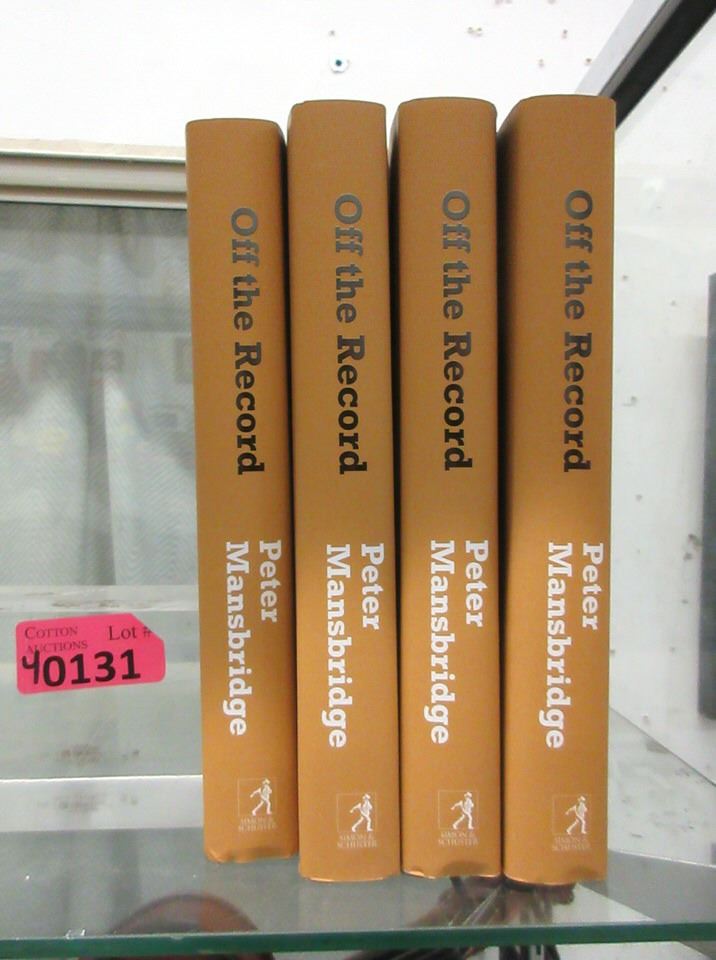 COTTON
AUCTIONS
Lot #
40131
Off the Record
Peter
Mansbridge
SIMON &
SCHUSTER
Off the Record
Peter
Mansbridge
SIMON &
SCHUSTER
Off the Record
Peter
Mansbridge
SIMON &
SCHUSTER
Off the Record
Peter
Mansbridge
SIMON &
SCHUSTER